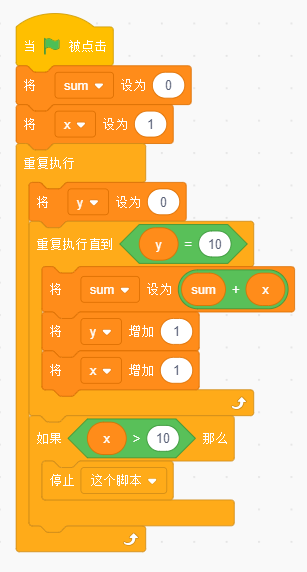 当 被点击
将 sum 设为 0
将 x 设为 1
重复执行
将 y 设为 0
重复执行直到 y = 10
将 sum 设为 sum + x
将 y 增加 1
将 x 增加 1
如果 x > 10 那么
停止 这个脚本